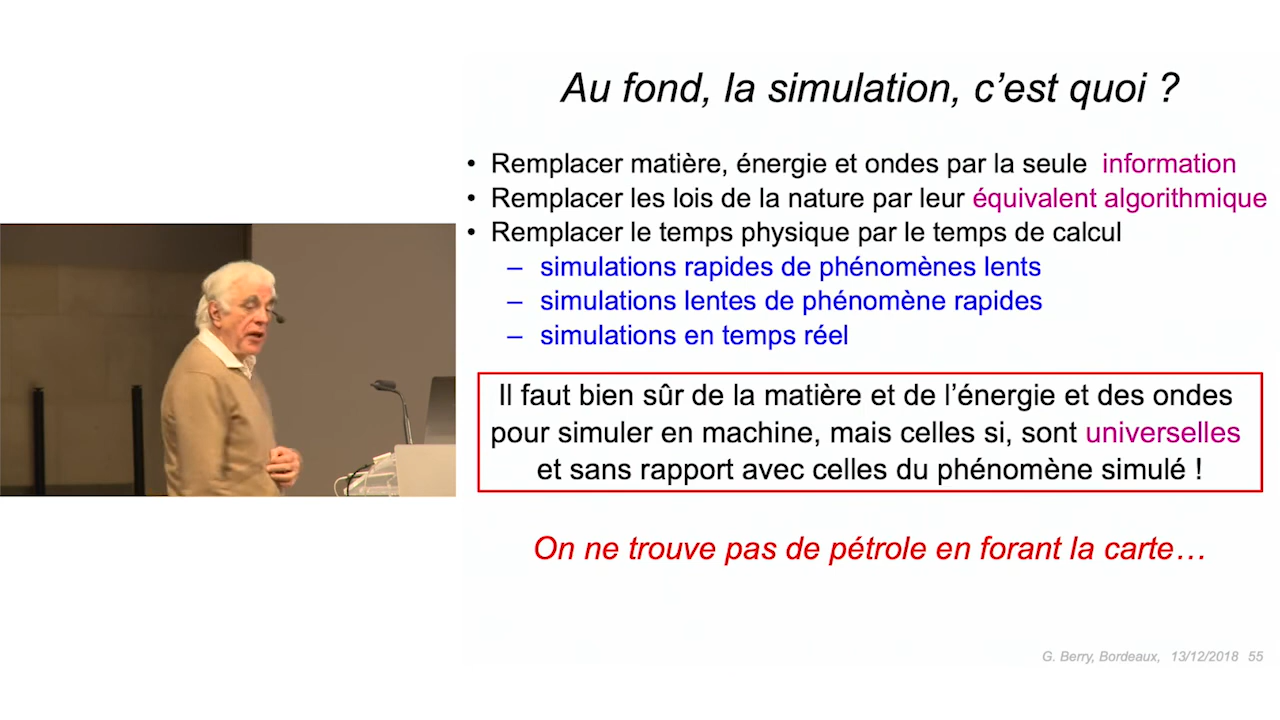 Au fond, la simulation, c'est quoi ?
• Remplacer matière, énergie et ondes par la seule information
• Remplacer les lois de la nature par leur équivalent algorithmique
• Remplacer le temps physique par le temps de calcul
– simulations rapides de phénomènes lents
– simulations lentes de phénomène rapides
– simulations en temps réel
Il faut bien sûr de la matière et de l'énergie et des ondes
pour simuler en machine, mais celles si, sont universelles
et sans rapport avec celles du phénomène simulé !
On ne trouve pas de pétrole en forant la carte…
G. Berry, Bordeaux, 13/12/2018 55